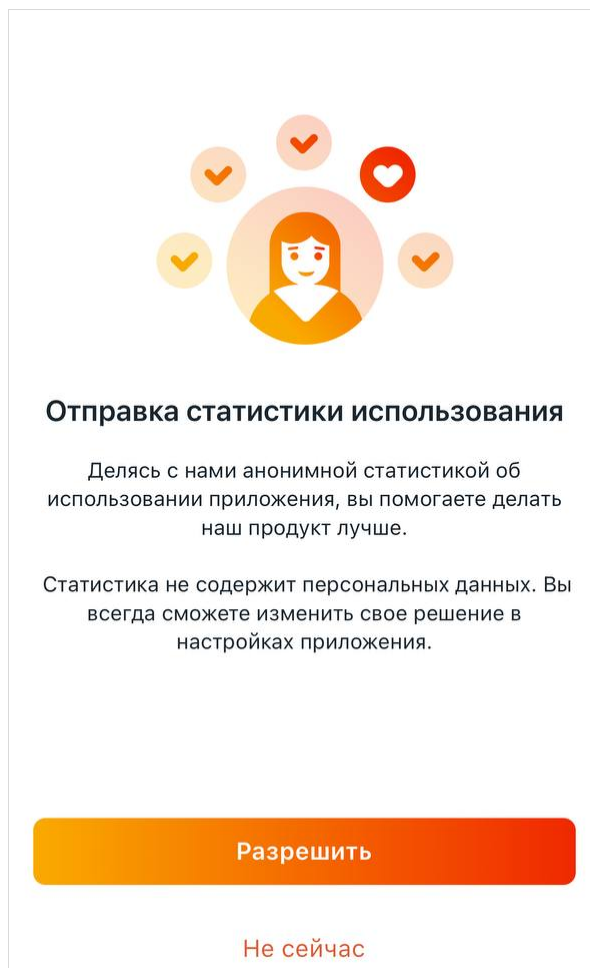 Отправка статистики использования
Делясь с нами анонимной статистикой об
использовании приложения, вы помогаете делать
наш продукт лучше.
Статистика не содержит персональных данных. Вы
всегда сможете изменить свое решение в
настройках приложения.
Разрешить
Не сейчас